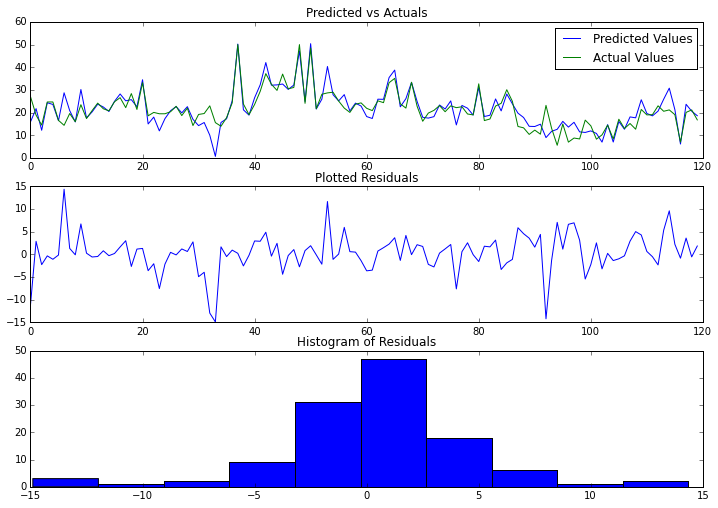 Predicted vs Actuals
60
50
40
30
20
10
0
Predicted Values
Actual Values
0 20 40 60 80 100 120
Plotted Residuals
15
10
5
0
−5
−10
−15
0 20 40 60 80 100 120
Histogram of Residuals
50
40
30
20
10
0
−15 −10 −5 0 5 10 15